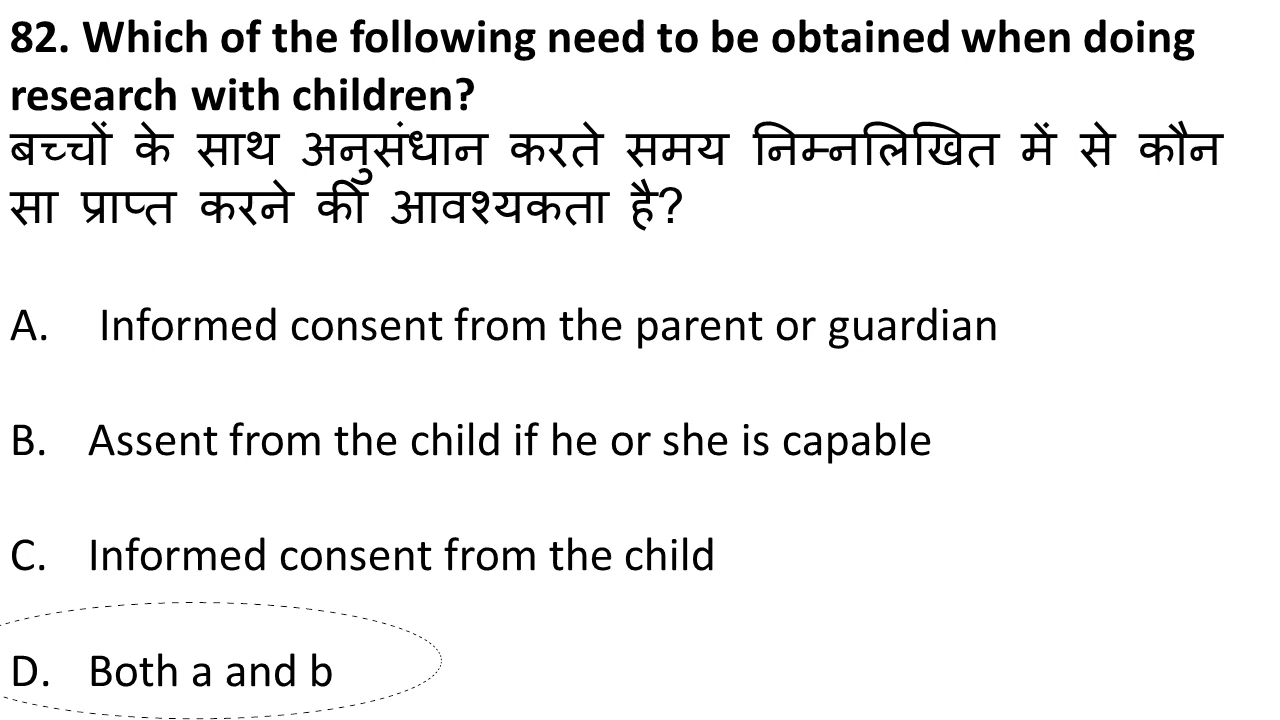 82. Which of the following need to be obtained when doing
research with children?
बच्चों के साथ अनुसंधान करते समय निम्नलिखित में से कौन
सा प्राप्त करने की आवश्यकता है?
A. Informed consent from the parent or guardian
B. Assent from the child if he or she is capable
C. Informed consent from the child
D. Both a and b